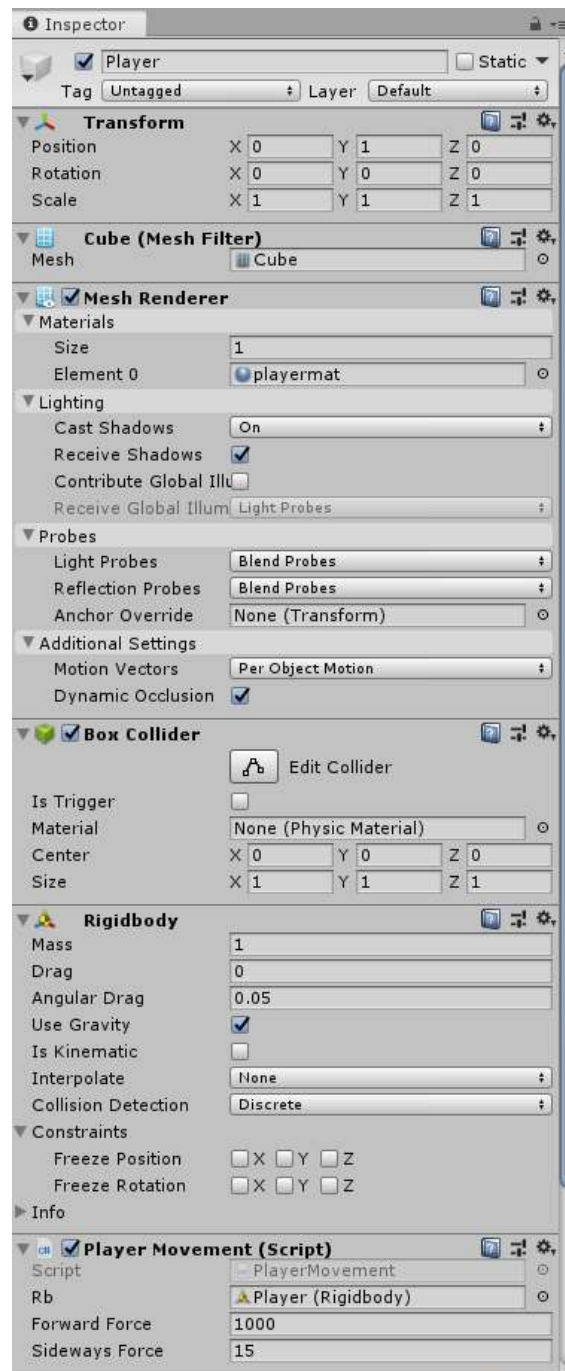 Inspector
Player Static
Tag Untagged Layer Default
Transform
Position X 0 Y 1 Z 0
Rotation X 0 Y 0 Z 0
Scale X 1 Y 1 Z 1
Cube (Mesh Filter)
Mesh Cube
Mesh Renderer
Materials
Size 1
Element 0 playermat
Lighting
Cast Shadows On
Receive Shadows
Contribute Global Illu
Receive Global Illum Light Probes
Probes
Light Probes Blend Probes
Reflection Probes Blend Probes
Anchor Override None (Transform)
Additional Settings
Motion Vectors Per Object Motion
Dynamic Occlusion
Box Collider
Edit Collider
Is Trigger
Material None (Physic Material)
Center X 0 Y 0 Z 0
Size X 1 Y 1 Z 1
Rigidbody
Mass 1
Drag 0
Angular Drag 0.05
Use Gravity
Is Kinematic
Interpolate None
Collision Detection Discrete
Constraints
Freeze Position X Y Z
Freeze Rotation X Y Z
Info
Player Movement (Script)
Script PlayerMovement
Rb Player (Rigidbody)
Forward Force 1000
Sideways Force 15